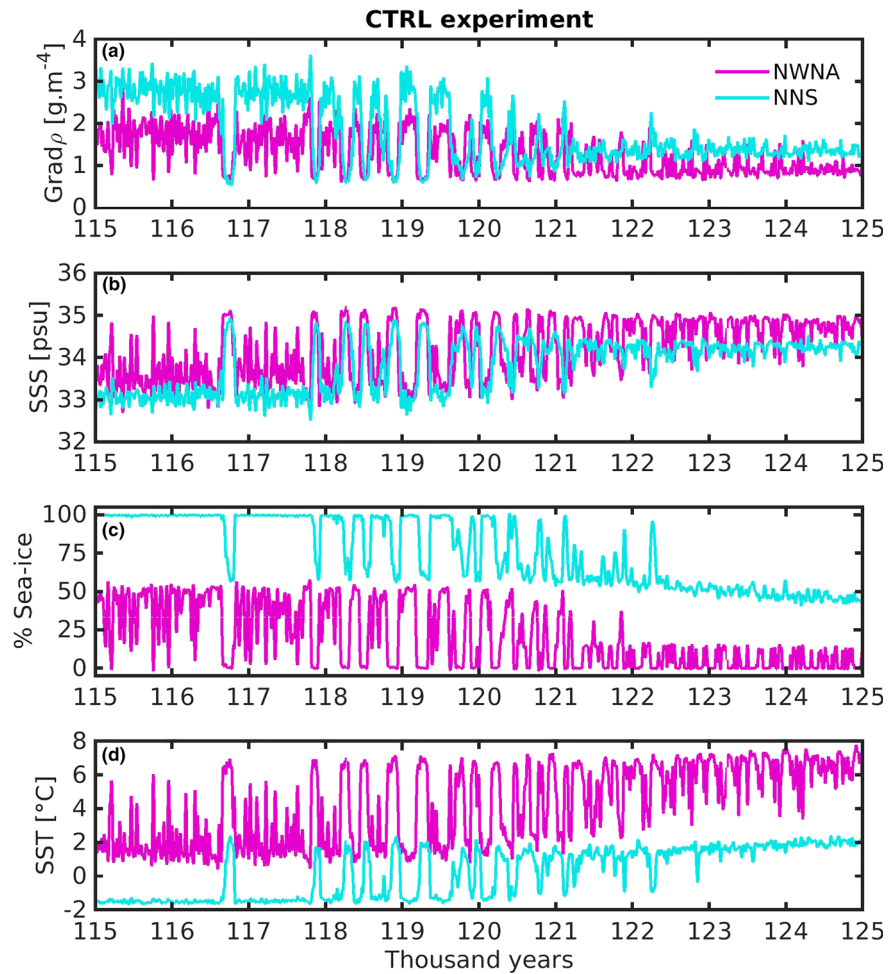 CTRL experiment
(a)
Gradρ [g.m-4]
4
3
2
1
0
NWNA
NNS
115 116 117 118 119 120 121 122 123 124 125
(b)
SSS [psu]
36
35
34
33
32
115 116 117 118 119 120 121 122 123 124 125
(c)
% Sea-ice
100
75
50
25
0
115 116 117 118 119 120 121 122 123 124 125
(d)
SST [°C]
8
6
4
2
0
-2
115 116 117 118 119 120 121 122 123 124 125
Thousand years